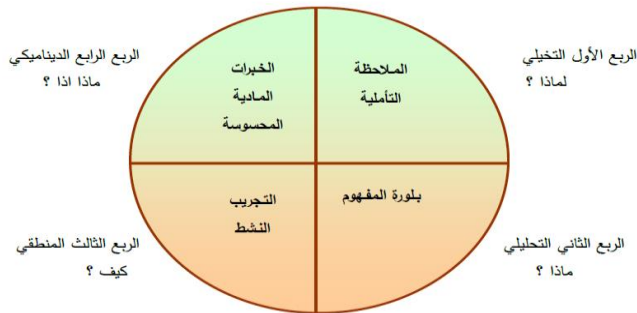 الربع الأول التخيلي
لماذا ؟
الملاحظة
التأملية
الخبرات
المادية
المحسوسة
الربع الرابع الديناميكي
ماذا اذا ؟
الربع الثاني التحليلي
ماذا ؟
بلورة المفهوم
التجريب
النشط
الربع الثالث المنطقي
كيف ؟